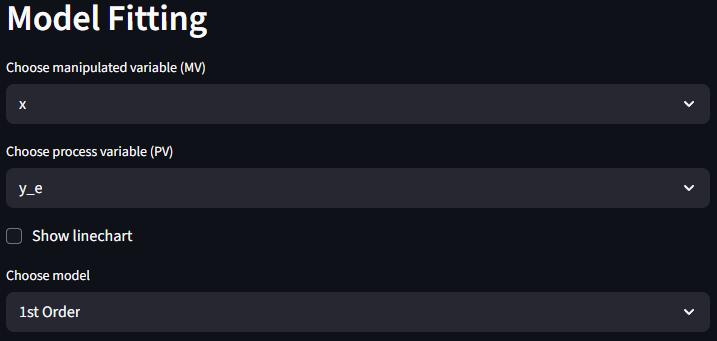 Model Fitting
Choose manipulated variable (MV)
x
Choose process variable (PV)
y_e
Show linechart
Choose model
1st Order